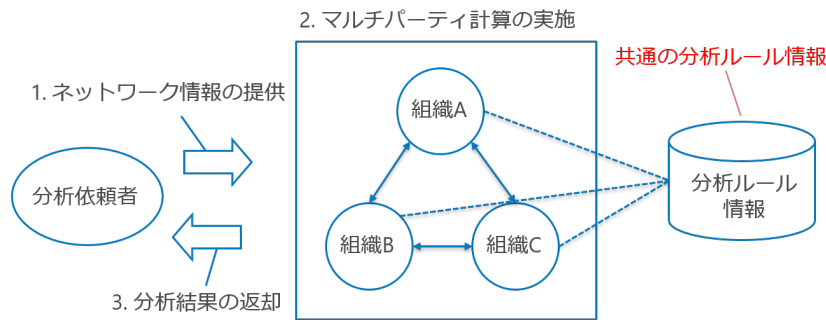 2. マルチパーティ計算の実施
共通の分析ルール情報
1. ネットワーク情報の提供
組織A
分析依頼者
分析ルール
情報
組織B
組織C
3. 分析結果の返却